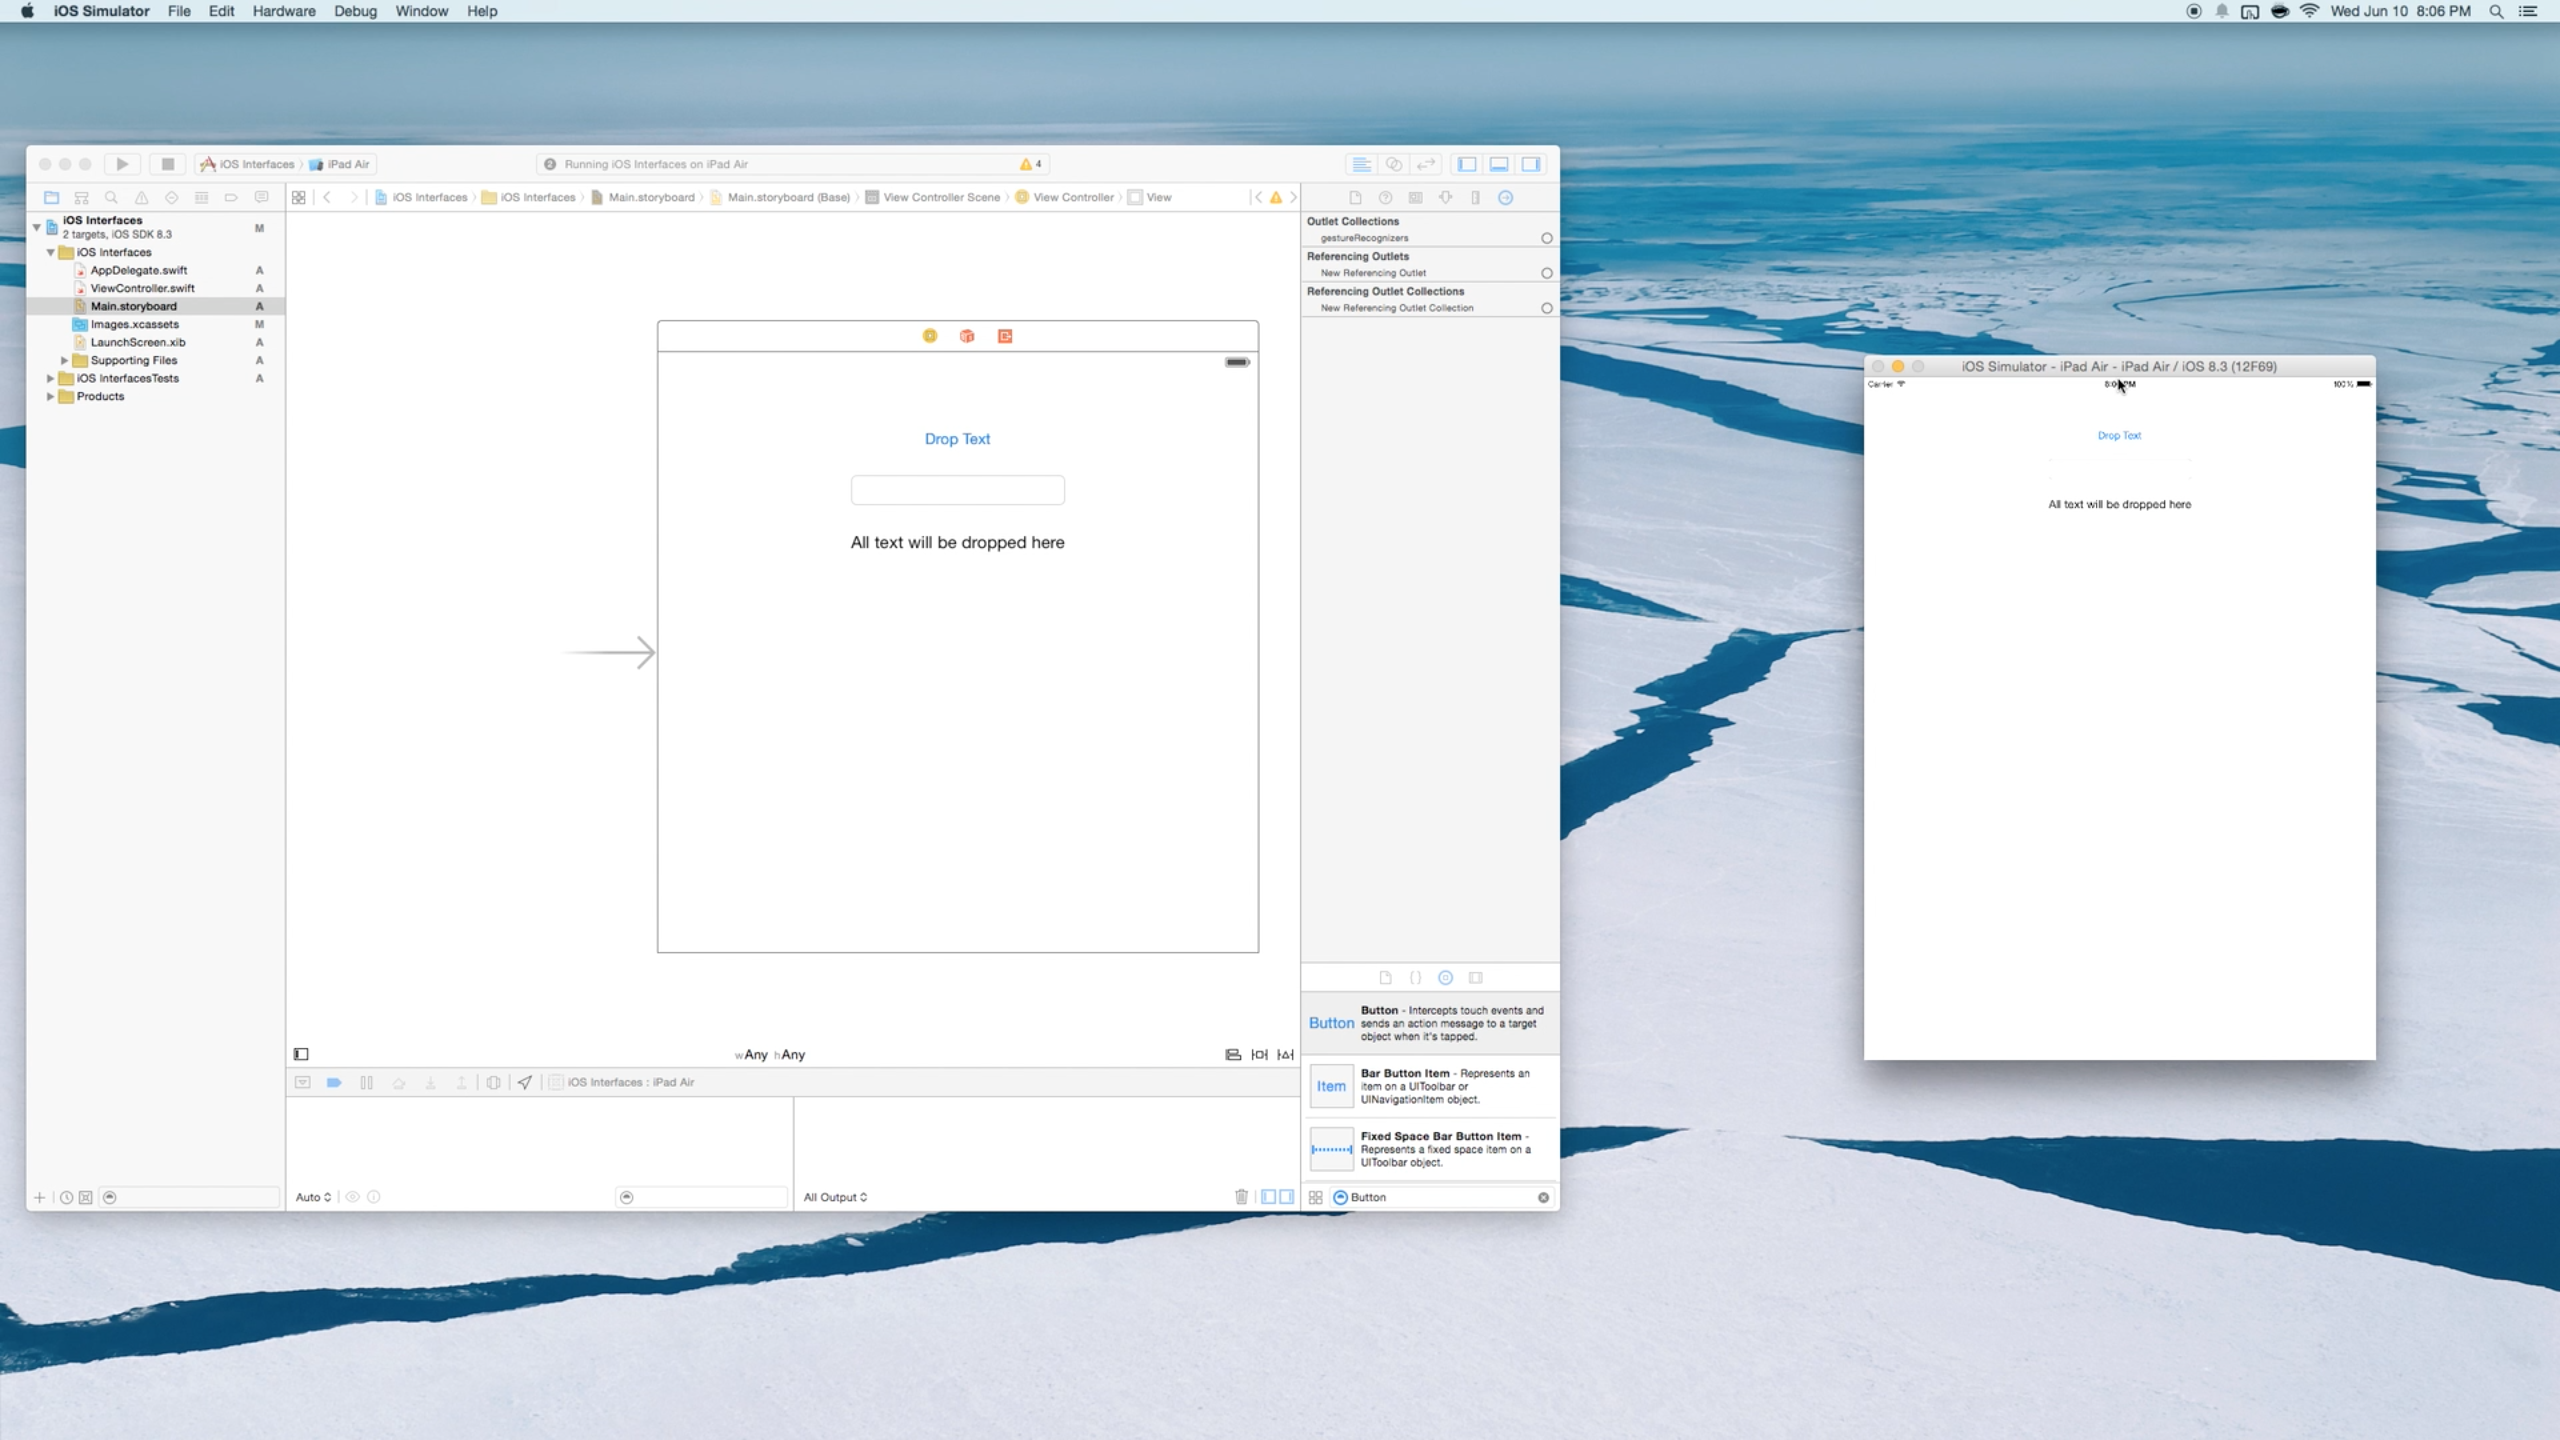 iOS Simulator File Edit Hardware Debug Window Help
Wed Jun 10 8:06 PM
iOS Interfaces iPad Air
2 Running iOS Interfaces on iPad Air
4
iOS Interfaces
2 targets, iOS SDK 8.3
M
iOS Interfaces
AppDelegate.swift A
ViewController.swift A
Main.storyboard A
Images.xcassets M
LaunchScreen.xib A
Supporting Files A
iOS InterfacesTests A
Products
iOS Interfaces iOS Interfaces Main.storyboard Main.storyboard (Base) View Controller Scene View Controller View
Drop Text
All text will be dropped here
wAny hAny
iOS Interfaces : iPad Air
Auto
All Output
Outlet Collections
gestureRecognizers
Referencing Outlets
New Referencing Outlet
Referencing Outlet Collections
New Referencing Outlet Collection
Button
Button - Intercepts touch events and
sends an action message to a target
object when it's tapped.
Item
Bar Button Item - Represents an
item on a UIToolbar or
UINavigationItem object.
Fixed Space Bar Button Item -
Represents a fixed space item on a
UIToolbar object.
Button
iOS Simulator - iPad Air - iPad Air / iOS 8.3 (12F69)
Carrier
PM
100%
Drop Text
All text will be dropped here